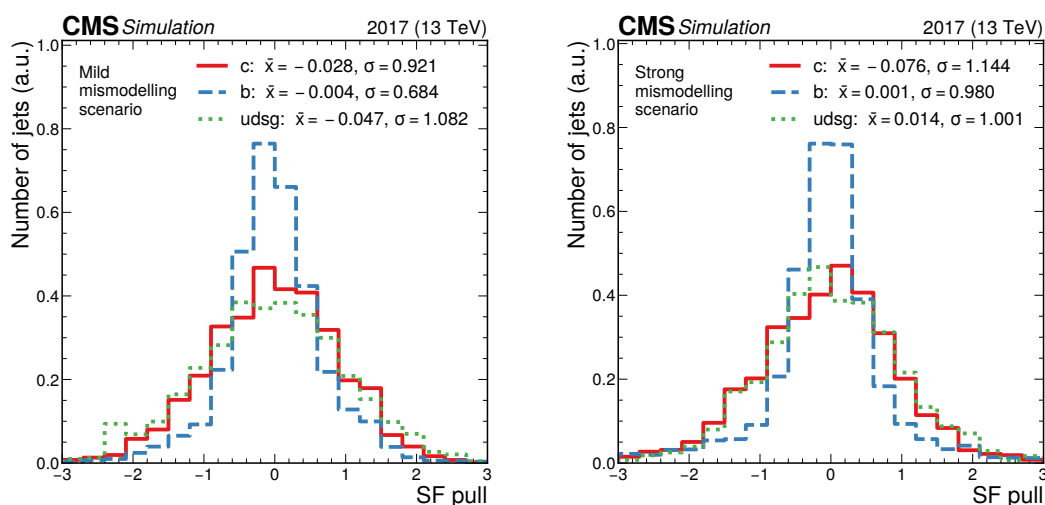 CMS Simulation 2017 (13 TeV)
Number of jets (a.u.)
1.0
0.8
0.6
0.4
0.2
0.0
Mild
mismodelling
scenario
c: x̄ = −0.028, σ = 0.921
b: x̄ = −0.004, σ = 0.684
udsg: x̄ = −0.047, σ = 1.082
−3 −2 −1 0 1 2 3
SF pull
CMS Simulation 2017 (13 TeV)
Number of jets (a.u.)
1.0
0.8
0.6
0.4
0.2
0.0
Strong
mismodelling
scenario
c: x̄ = −0.076, σ = 1.144
b: x̄ = 0.001, σ = 0.980
udsg: x̄ = 0.014, σ = 1.001
−3 −2 −1 0 1 2 3
SF pull